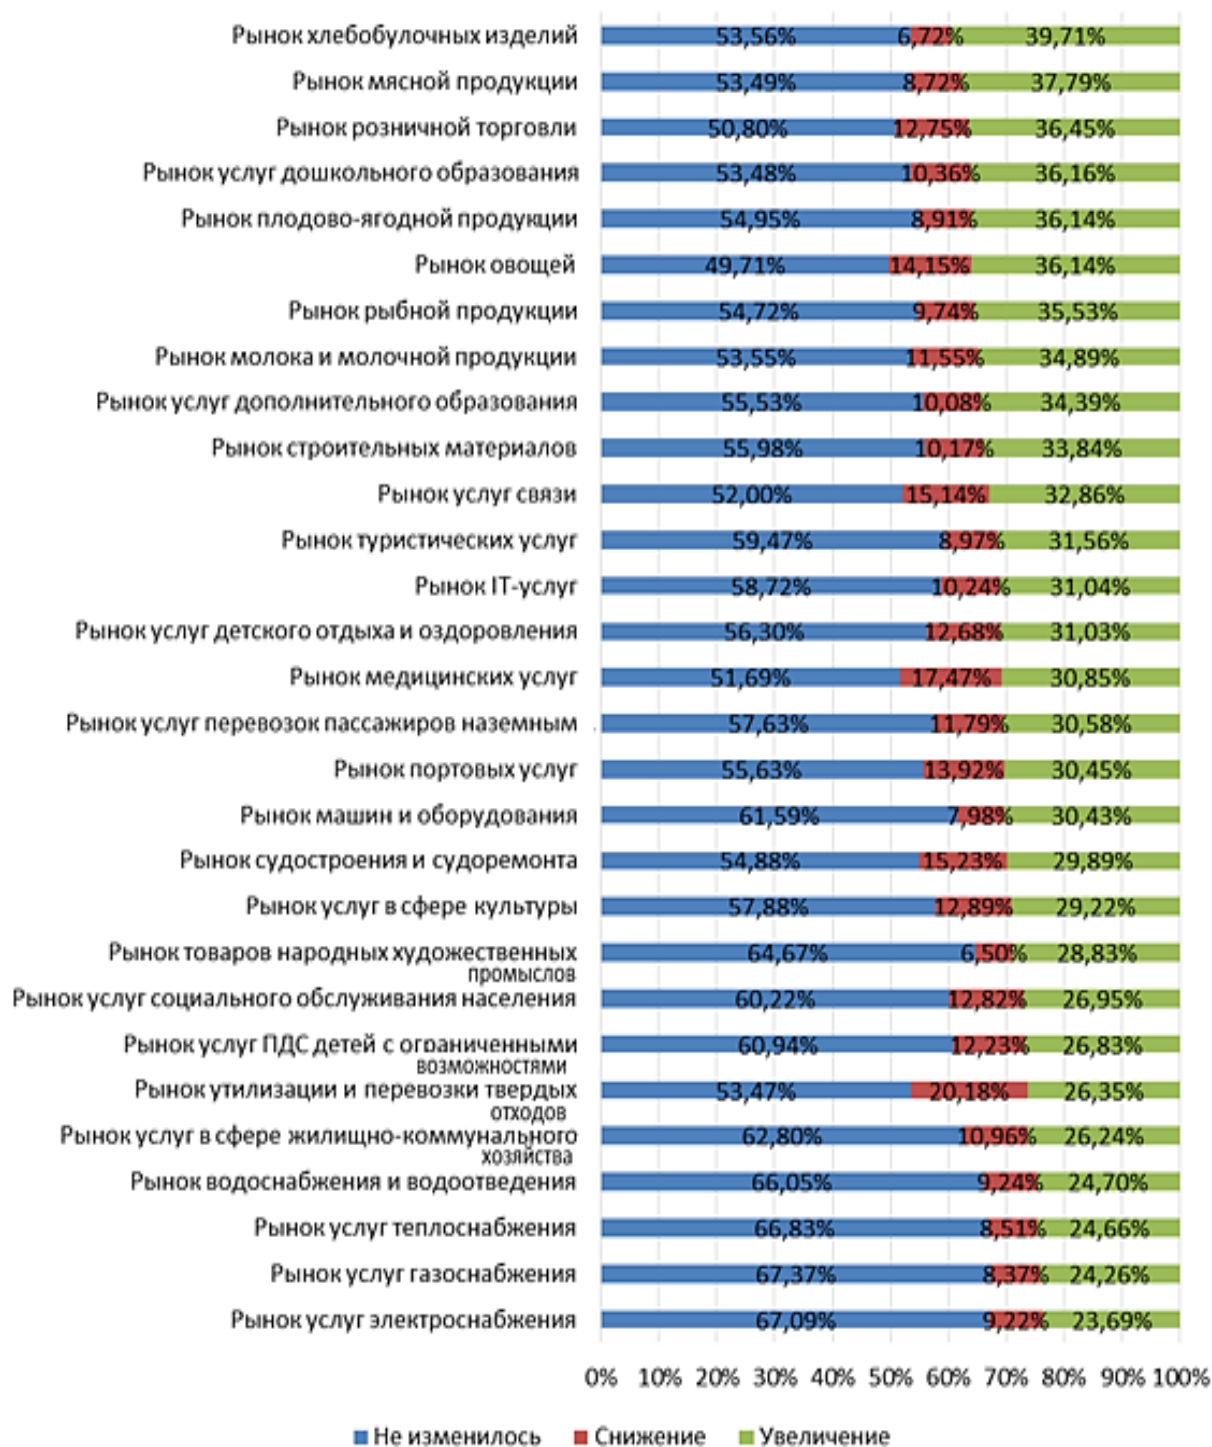 Рынок хлебобулочных изделий 53,56% 6,72% 39,71%
Рынок мясной продукции 53,49% 8,72% 37,79%
Рынок розничной торговли 50,80% 12,75% 36,45%
Рынок услуг дошкольного образования 53,48% 10,36% 36,16%
Рынок плодово-ягодной продукции 54,95% 8,91% 36,14%
Рынок овощей 49,71% 14,15% 36,14%
Рынок рыбной продукции 54,72% 9,74% 35,53%
Рынок молока и молочной продукции 53,55% 11,55% 34,89%
Рынок услуг дополнительного образования 55,53% 10,08% 34,39%
Рынок строительных материалов 55,98% 10,17% 33,84%
Рынок услуг связи 52,00% 15,14% 32,86%
Рынок туристических услуг 59,47% 8,97% 31,56%
Рынок IT-услуг 58,72% 10,24% 31,04%
Рынок услуг детского отдыха и оздоровления 56,30% 12,68% 31,03%
Рынок медицинских услуг 51,69% 17,47% 30,85%
Рынок услуг перевозок пассажиров наземным 57,63% 11,79% 30,58%
Рынок портовых услуг 55,63% 13,92% 30,45%
Рынок машин и оборудования 61,59% 7,98% 30,43%
Рынок судостроения и судоремонта 54,88% 15,23% 29,89%
Рынок услуг в сфере культуры 57,88% 12,89% 29,22%
Рынок товаров народных художественных 64,67% 6,50% 28,83%
промыслов
Рынок услуг социального обслуживания населения 60,22% 12,82% 26,95%
Рынок услуг ПДС детей с ограниченными 60,94% 12,23% 26,83%
возможностями
Рынок утилизации и перевозки твердых 53,47% 20,18% 26,35%
отходов
Рынок услуг в сфере жилищно-коммунального 62,80% 10,96% 26,24%
хозяйства
Рынок водоснабжения и водоотведения 66,05% 9,24% 24,70%
Рынок услуг теплоснабжения 66,83% 8,51% 24,66%
Рынок услуг газоснабжения 67,37% 8,37% 24,26%
Рынок услуг электроснабжения 67,09% 9,22% 23,69%
0% 10% 20% 30% 40% 50% 60% 70% 80% 90% 100%
Не изменилось Снижение Увеличение